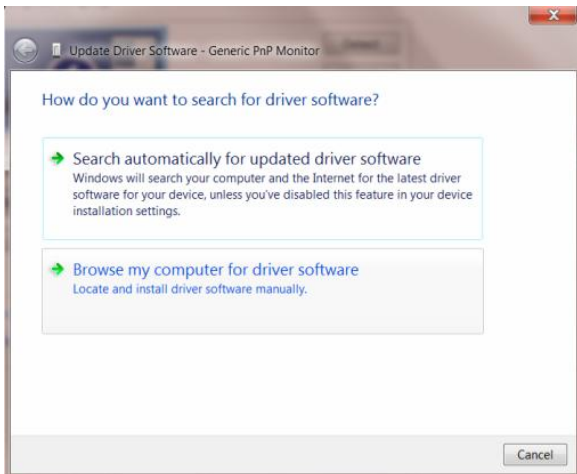 Update Driver Software - Generic PnP Monitor
How do you want to search for driver software?
Search automatically for updated driver software
Windows will search your computer and the Internet for the latest driver
software for your device, unless you've disabled this feature in your device
installation settings.
Browse my computer for driver software
Locate and install driver software manually.
Cancel